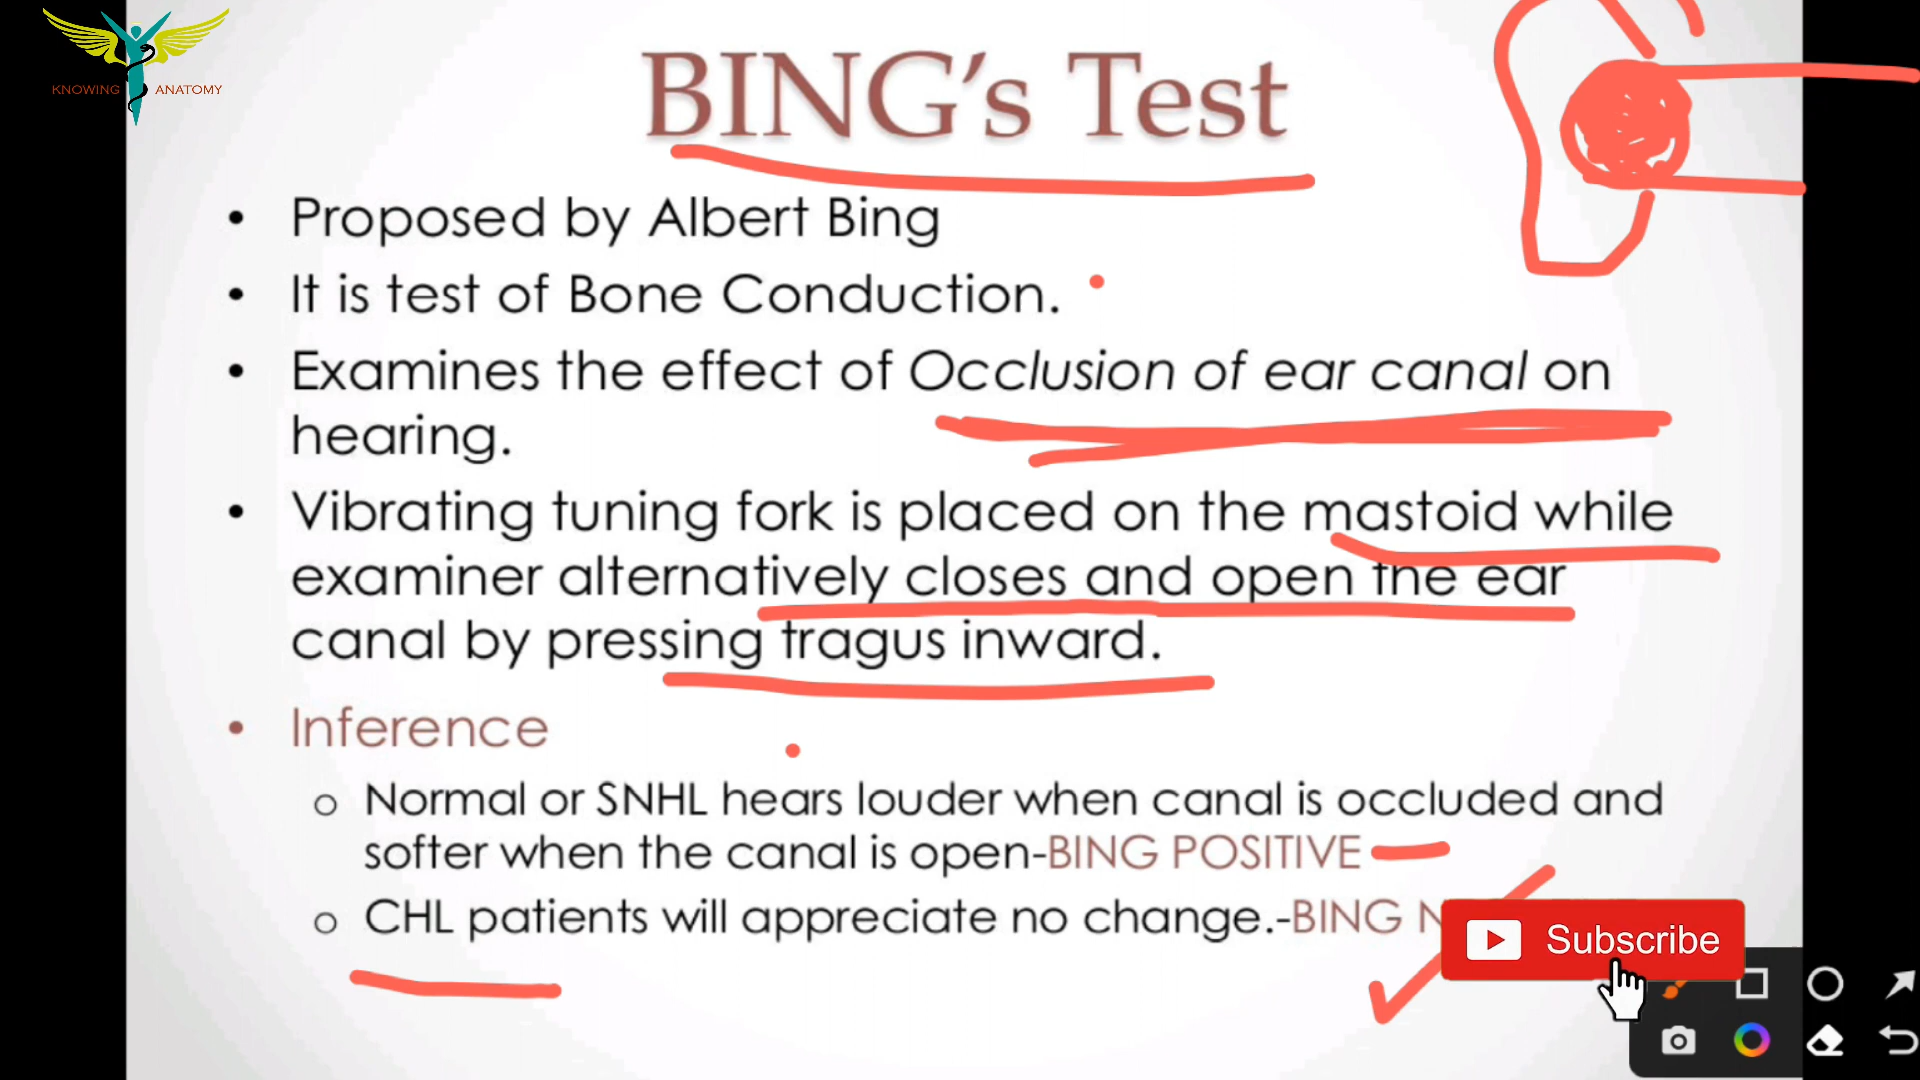 KNOWING ANATOMY
BING's Test
• Proposed by Albert Bing
• It is test of Bone Conduction.
• Examines the effect of Occlusion of ear canal on
hearing.
• Vibrating tuning fork is placed on the mastoid while
examiner alternatively closes and open the ear
canal by pressing tragus inward.
• Inference
o Normal or SNHL hears louder when canal is occluded and
softer when the canal is open-BING POSITIVE
o CHL patients will appreciate no change.-BING
Subscribe